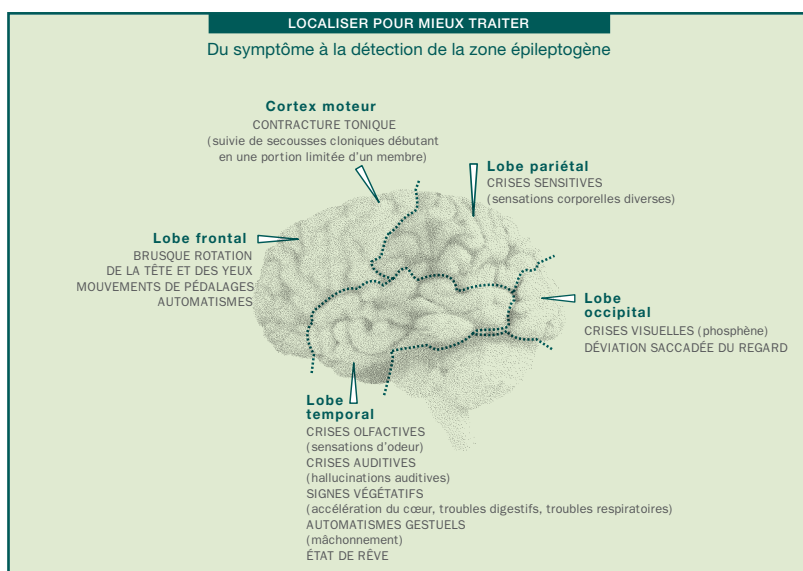 LOCALISER POUR MIEUX TRAITER
Du symptôme à la détection de la zone épileptogène
Cortex moteur
CONTRACTURE TONIQUE
(suivie de secousses cloniques débutant
en une portion limitée d'un membre)
Lobe pariétal
CRISES SENSITIVES
(sensations corporelles diverses)
Lobe frontal
BRUSQUE ROTATION
DE LA TÊTE ET DES YEUX
MOUVEMENTS DE PÉDALAGES
AUTOMATISMES
Lobe
occipital
CRISES VISUELLES (phosphène)
DÉVIATION SACCADÉE DU REGARD
Lobe
temporal
CRISES OLFACTIVES
(sensations d'odeur)
CRISES AUDITIVES
(hallucinations auditives)
SIGNES VÉGÉTATIFS
(accélération du cœur, troubles digestifs, troubles respiratoires)
AUTOMATISMES GESTUELS
(mâchonnement)
ÉTAT DE RÊVE